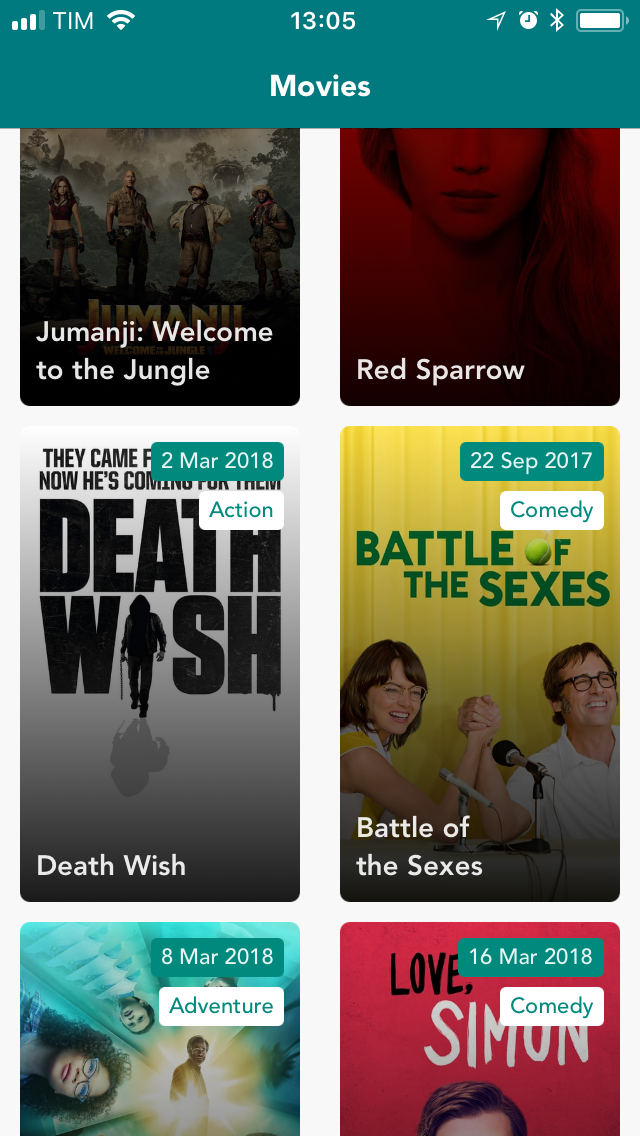 TIM
13:05
Movies
JUMANJI
WELCOME TO THE JUNGLE
Jumanji: Welcome
to the Jungle
Red Sparrow
2 Mar 2018
Action
THEY CAME F
NOW HE'S COMING FOR THEM
DEATH
WISH
Death Wish
22 Sep 2017
Comedy
BATTLE OF
THE SEXES
Battle of
the Sexes
8 Mar 2018
Adventure
16 Mar 2018
Comedy
LOVE,
SIMON